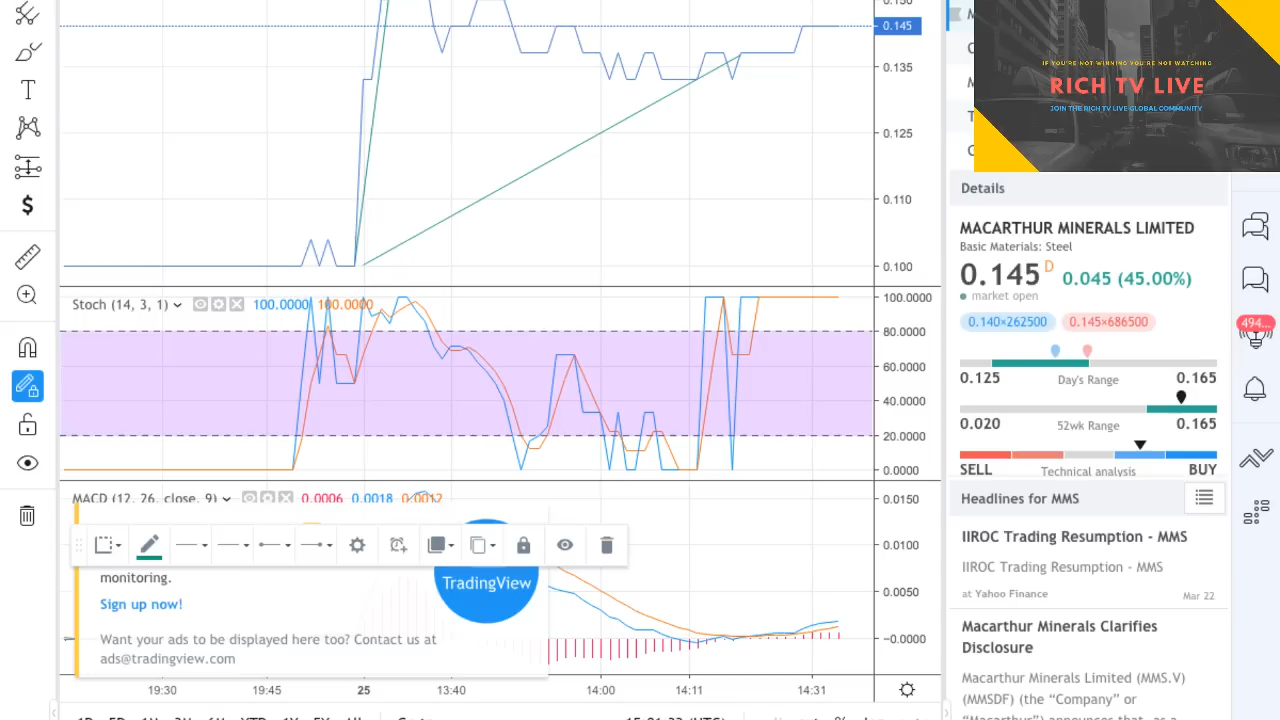 0.150
0.145
0.135
0.125
0.110
0.100
IF YOU'RE NOT WINNING YOU'RE NOT WATCHING
RICH TV LIVE
JOIN THE RICH TV LIVE GLOBAL COMMUNITY
Details
MACARTHUR MINERALS LIMITED
Basic Materials: Steel
0.145 D 0.045 (45.00%)
market open
0.140×262500 0.145×686500
0.125 Day's Range 0.165
0.020 52wk Range 0.165
SELL Technical analysis BUY
494...
Stoch (14, 3, 1) 100.0000 100.0000
100.0000
80.0000
60.0000
40.0000
20.0000
0.0000
MACD (12, 26, close, 9) 0.0006 0.0018 0.0012
0.0150
0.0100
0.0050
−0.0000
TradingView
monitoring.
Sign up now!
Want your ads to be displayed here too? Contact us at
ads@tradingview.com
19:30 19:45 25 13:40 14:00 14:11 14:31
Headlines for MMS
IIROC Trading Resumption - MMS
IIROC Trading Resumption - MMS
at Yahoo Finance Mar 22
Macarthur Minerals Clarifies
Disclosure
Macarthur Minerals Limited (MMS.V)
(MMSDF) (the “Company” or
“Macarthur”) announces that, as a